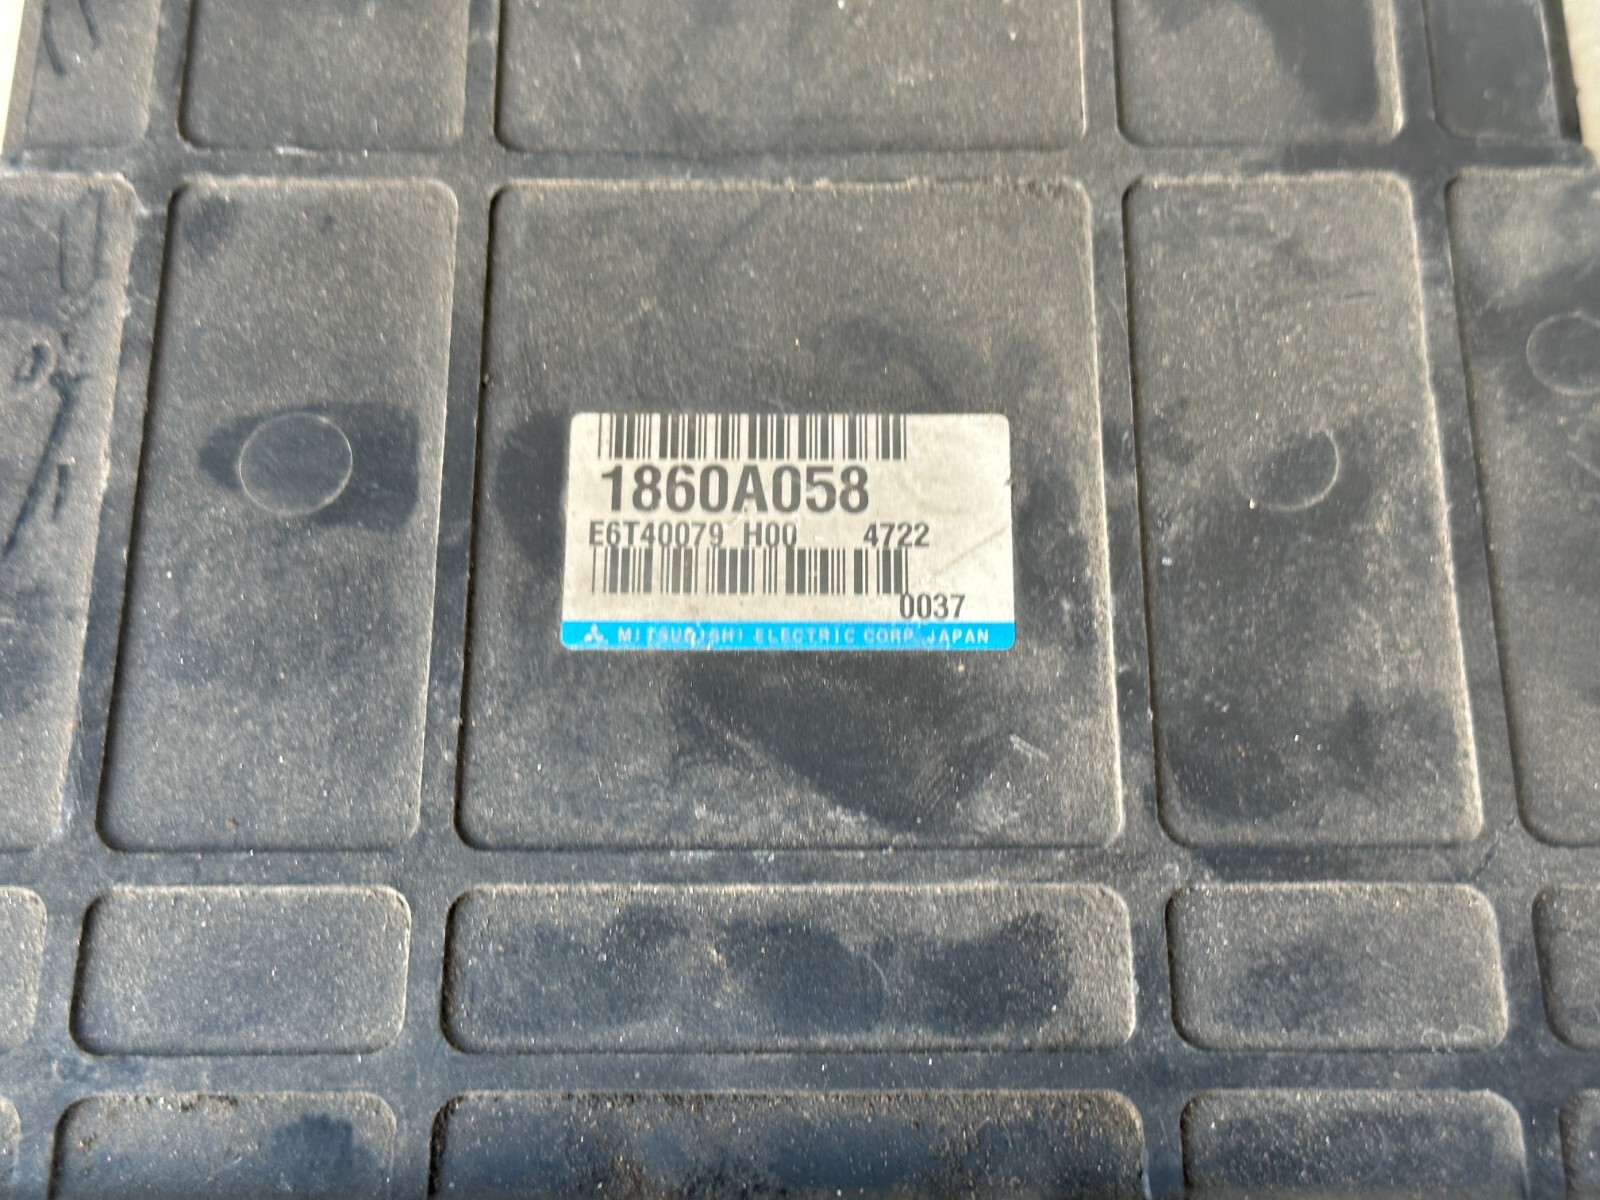 1860A058
E6T40079 H00 4722
0037
MITSUBISHI ELECTRIC CORP. JAPAN